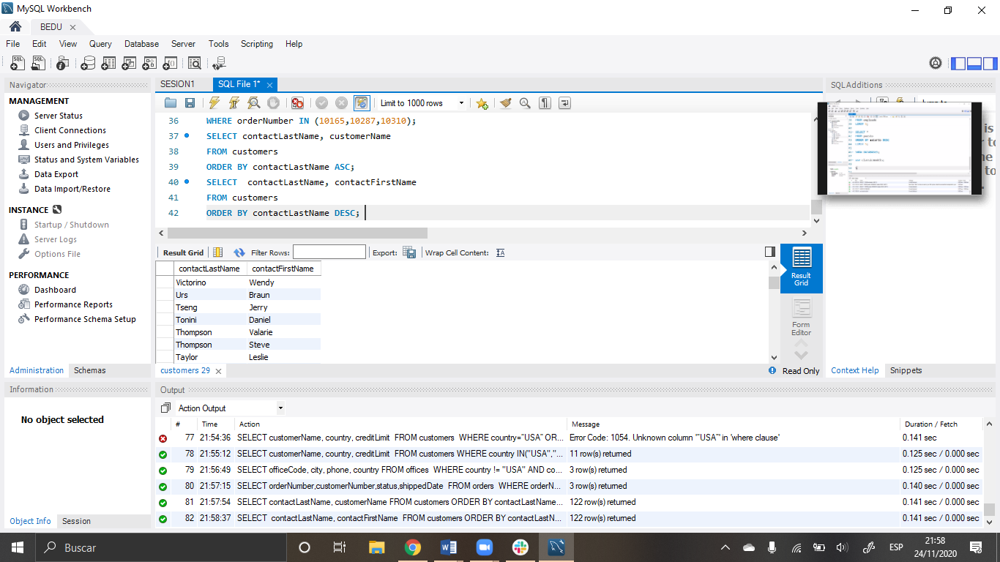 MySQL Workbench
BEDU
File Edit View Query Database Server Tools Scripting Help
Navigator
MANAGEMENT
Server Status
Client Connections
Users and Privileges
Status and System Variables
Data Export
Data Import/Restore
INSTANCE
Startup / Shutdown
Server Logs
Options File
PERFORMANCE
Dashboard
Performance Reports
Performance Schema Setup
Administration Schemas
Information
No object selected
Object Info Session
SESION1 SQL File 1*
Limit to 1000 rows
36 WHERE orderNumber IN (10165,10287,10310);
37 SELECT contactLastName, customerName
38 FROM customers
39 ORDER BY contactLastName ASC;
40 SELECT contactLastName, contactFirstName
41 FROM customers
42 ORDER BY contactLastName DESC;
Result Grid Filter Rows: Export: Wrap Cell Content:
contactLastName contactFirstName
Victorino Wendy
Urs Braun
Tseng Jerry
Tonini Daniel
Thompson Valarie
Thompson Steve
Taylor Leslie
Result Grid
Form Editor
customers 29
Read Only
SQLAdditions
Context Help Snippets
Output
Action Output
# Time Action Message Duration / Fetch
77 21:54:36 SELECT customerName, country, creditLimit FROM customers WHERE country="USA" OR... Error Code: 1054. Unknown column '"USA"' in 'where clause' 0.141 sec
78 21:55:12 SELECT customerName, country, creditLimit FROM customers WHERE country IN("USA","... 11 row(s) returned 0.125 sec / 0.000 sec
79 21:56:49 SELECT officeCode, city, phone, country FROM offices WHERE country != "USA" AND co... 3 row(s) returned 0.125 sec / 0.000 sec
80 21:57:15 SELECT orderNumber,customerNumber,status,shippedDate FROM orders WHERE orderN... 3 row(s) returned 0.140 sec / 0.000 sec
81 21:57:54 SELECT contactLastName, customerName FROM customers ORDER BY contactLastName... 122 row(s) returned 0.141 sec / 0.000 sec
82 21:58:37 SELECT contactLastName, contactFirstName FROM customers ORDER BY contactLastN... 122 row(s) returned 0.141 sec / 0.000 sec
Buscar
ESP
21:58
24/11/2020